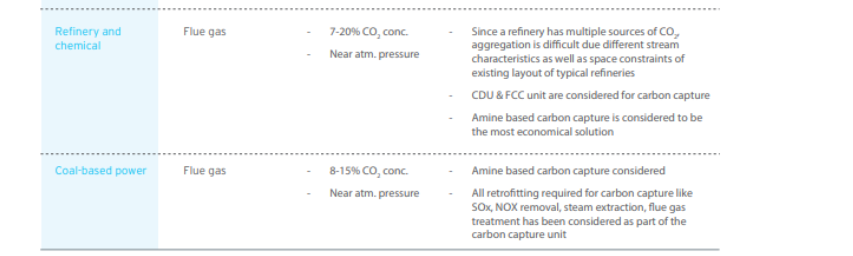 Refinery and
chemical
Flue gas
- 7-20% CO₂ conc.
- Near atm. pressure
- Since a refinery has multiple sources of CO₂,
aggregation is difficult due different stream
characteristics as well as space constraints of
existing layout of typical refineries
- CDU & FCC unit are considered for carbon capture
- Amine based carbon capture is considered to be
the most economical solution
Coal-based power
Flue gas
- 8-15% CO₂ conc.
- Near atm. pressure
- Amine based carbon capture considered
- All retrofitting required for carbon capture like
SOx, NOX removal, steam extraction, flue gas
treatment has been considered as part of the
carbon capture unit